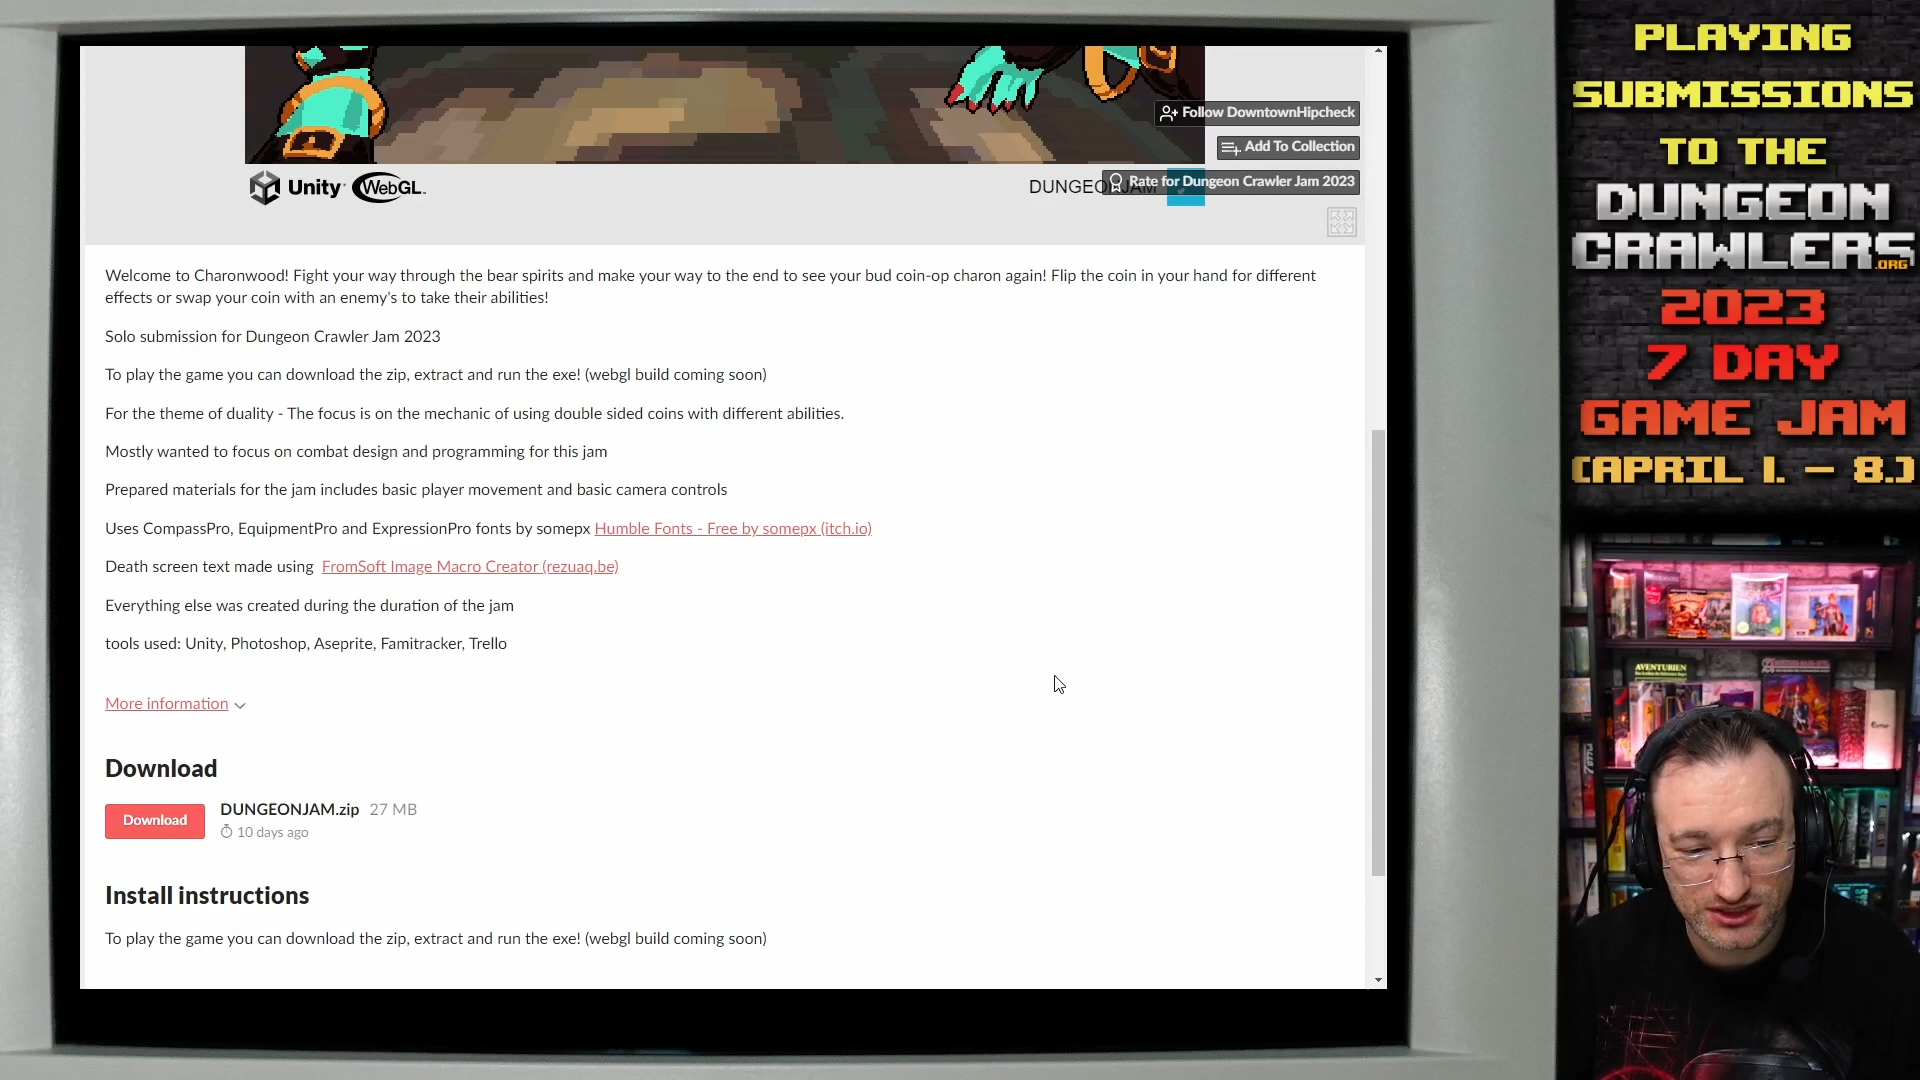 Follow DowntownHipcheck
Add To Collection
Unity WebGL
Rate for Dungeon Crawler Jam 2023
Welcome to Charonwood! Fight your way through the bear spirits and make your way to the end to see your bud coin-op charon again! Flip the coin in your hand for different
effects or swap your coin with an enemy's to take their abilities!
Solo submission for Dungeon Crawler Jam 2023
To play the game you can download the zip, extract and run the exe! (webgl build coming soon)
For the theme of duality - The focus is on the mechanic of using double sided coins with different abilities.
Mostly wanted to focus on combat design and programming for this jam
Prepared materials for the jam includes basic player movement and basic camera controls
Uses CompassPro, EquipmentPro and ExpressionPro fonts by somepx Humble Fonts - Free by somepx (itch.io)
Death screen text made using FromSoft Image Macro Creator (rezuaq.be)
Everything else was created during the duration of the jam
tools used: Unity, Photoshop, Aseprite, Famitracker, Trello
More information
Download
Download DUNGEONJAM.zip 27 MB
10 days ago
Install instructions
To play the game you can download the zip, extract and run the exe! (webgl build coming soon)
PLAYING
SUBMISSIONS
TO THE
DUNGEON
CRAWLERS
.ORG
2023
7 DAY
GAME JAM
(APRIL 1. – 8.)
AVENTURIEN